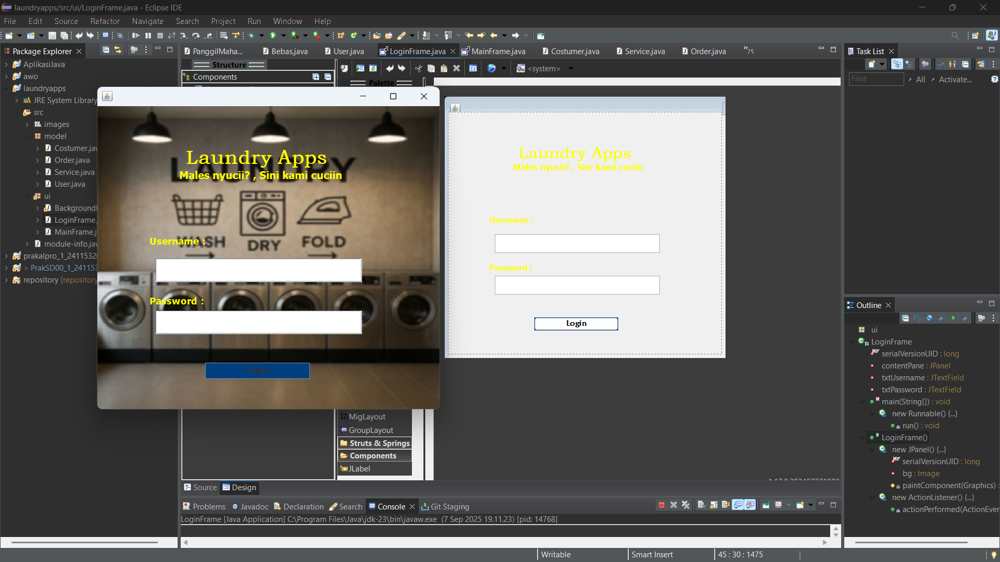 laundryapps/src/ui/LoginFrame.java - Eclipse IDE
File Edit Source Refactor Navigate Search Project Run Window Help
Package Explorer
AplikasiJava
awo
laundryapps
JRE System Library
src
images
model
Costumer.jav
Order.java
Service.java
User.java
ui
Background
LoginFrame.
MainFrame.j
module-info.jav
prakalpro_1_2411532
> PrakSD00_1_24115
repository [repository
PanggilMaha...
Bebas.java
User.java
LoginFrame.java
MainFrame.java
Costumer.java
Service.java
Order.java
»25
Structure
Components
Palette
<system>
Laundry Apps
Males nyucii? , Sini kami cuciin
LAUNDRY
WASH
DRY
FOLD
Username :
Password :
Login
Laundry Apps
Males nyucii? , Sini kami cuciin
Username :
Password :
Login
MigLayout
GroupLayout
Struts & Springs
Components
JLabel
Source
Design
Problems
Javadoc
Declaration
Search
Console
Git Staging
LoginFrame [Java Application] C:\Program Files\Java\jdk-23\bin\javaw.exe (7 Sep 2025 19.11.23) [pid: 14768]
Writable
Smart Insert
45 : 30 : 1475
Task List
Find
All
Activate...
Outline
ui
LoginFrame
serialVersionUID : long
contentPane : JPanel
txtUsername : JTextField
txtPassword : JTextField
main(String[]) : void
new Runnable() {...}
run() : void
LoginFrame()
new JPanel() {...}
serialVersionUID : long
bg : Image
paintComponent(Graphics) :
new ActionListener() {...}
actionPerformed(ActionEver